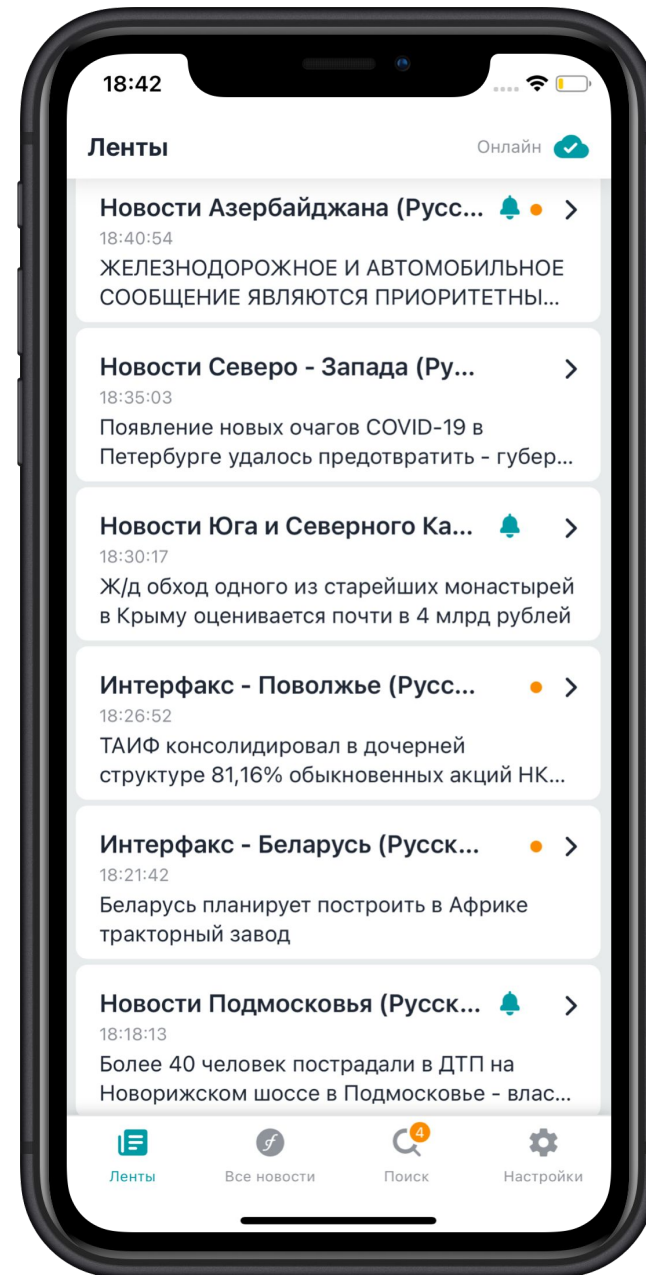 18:42
Ленты
Онлайн
Новости Азербайджана (Русс...
18:40:54
ЖЕЛЕЗНОДОРОЖНОЕ И АВТОМОБИЛЬНОЕ
СООБЩЕНИЕ ЯВЛЯЮТСЯ ПРИОРИТЕТНЫ...
Новости Северо - Запада (Ру...
18:35:03
Появление новых очагов COVID-19 в
Петербурге удалось предотвратить - губер...
Новости Юга и Северного Ка...
18:30:17
Ж/д обход одного из старейших монастырей
в Крыму оценивается почти в 4 млрд рублей
Интерфакс - Поволжье (Русс...
18:26:52
ТАИФ консолидировал в дочерней
структуре 81,16% обыкновенных акций НК...
Интерфакс - Беларусь (Русск...
18:21:42
Беларусь планирует построить в Африке
тракторный завод
Новости Подмосковья (Русск...
18:18:13
Более 40 человек пострадали в ДТП на
Новорижском шоссе в Подмосковье - влас...
4
Ленты
Все новости
Поиск
Настройки